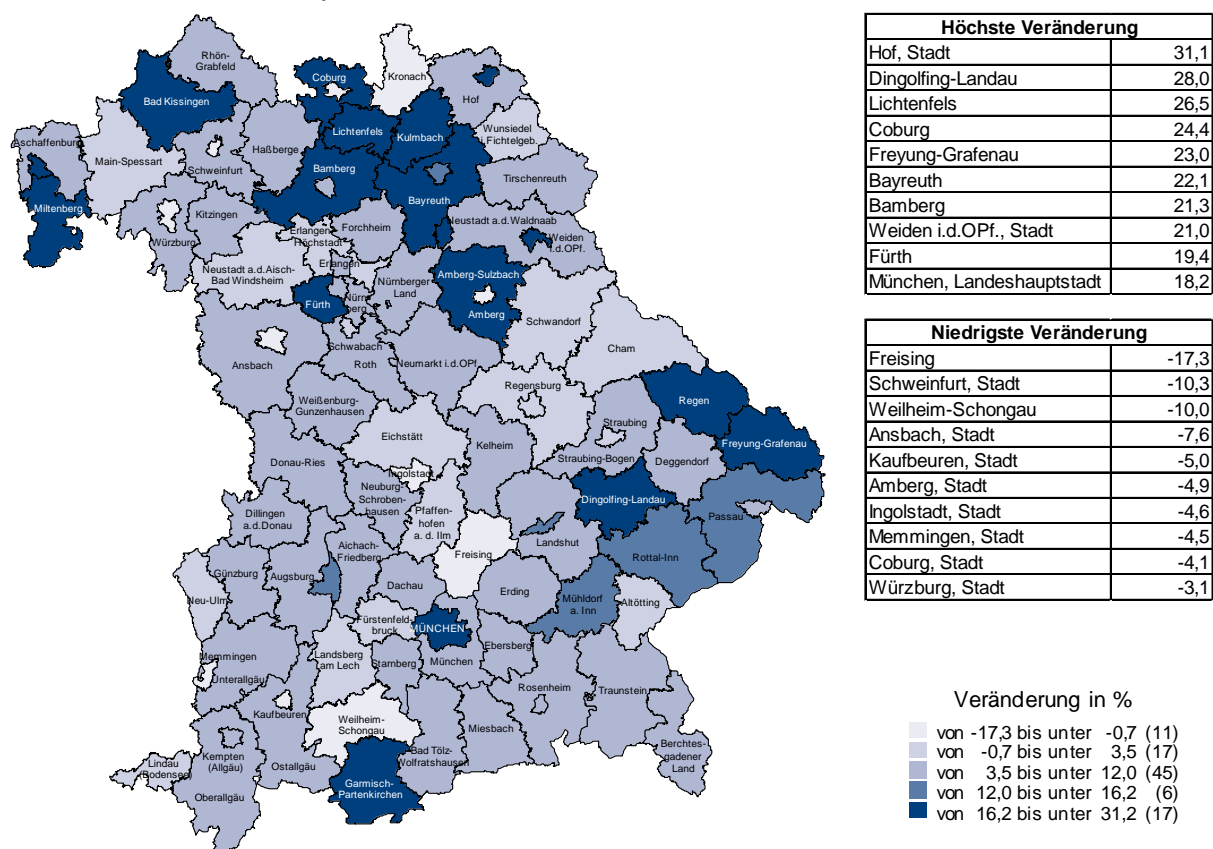 Höchste Veränderung
Hof, Stadt 31,1
Dingolfing-Landau 28,0
Lichtenfels 26,5
Coburg 24,4
Freyung-Grafenau 23,0
Bayreuth 22,1
Bamberg 21,3
Weiden i.d.OPf., Stadt 21,0
Fürth 19,4
München, Landeshauptstadt 18,2
Niedrigste Veränderung
Freising -17,3
Schweinfurt, Stadt -10,3
Weilheim-Schongau -10,0
Ansbach, Stadt -7,6
Kaufbeuren, Stadt -5,0
Amberg, Stadt -4,9
Ingolstadt, Stadt -4,6
Memmingen, Stadt -4,5
Coburg, Stadt -4,1
Würzburg, Stadt -3,1
Veränderung in %
von -17,3 bis unter -0,7 (11)
von -0,7 bis unter 3,5 (17)
von 3,5 bis unter 12,0 (45)
von 12,0 bis unter 16,2 (6)
von 16,2 bis unter 31,2 (17)
Rhön-
Grabfeld
Bad Kissingen
Coburg
Kronach
Hof
Lichtenfels
Kulmbach
Wunsiedel
i.Fichtelgeb.
Aschaffenburg
Main-Spessart
Schweinfurt
Haßberge
Bamberg
Bayreuth
Tirschenreuth
Miltenberg
Würzburg
Kitzingen
Erlangen-
Höchstadt
Forchheim
Neustadt a.d.Waldnaab
Weiden
i.d.OPf.
Neustadt a.d.Aisch-
Bad Windsheim
Erlangen
Fürth
Nürn-
berg
Nürnberger
Land
Amberg-Sulzbach
Amberg
Schwandorf
Cham
Ansbach
Schwabach
Roth
Neumarkt i.d.OPf.
Weißenburg-
Gunzenhausen
Regensburg
Regen
Freyung-Grafenau
Eichstätt
Kelheim
Straubing
Straubing-Bogen
Deggendorf
Donau-Ries
Ingolstadt
Neuburg-
Schroben-
hausen
Pfaffen-
hofen
a. d. Ilm
Dingolfing-Landau
Passau
Dillingen
a.d.Donau
Aichach-
Friedberg
Freising
Landshut
Rottal-Inn
Günzburg
Augsburg
Dachau
Erding
Mühldorf
a. Inn
Altötting
Neu-Ulm
Fürstenfeld-
bruck
MÜNCHEN
Ebersberg
Memmingen
Unterallgäu
Landsberg
am Lech
Starnberg
München
Rosenheim
Traunstein
Kaufbeuren
Weilheim-
Schongau
Miesbach
Berchtes-
gadener
Land
Lindau
(Bodensee)
Kempten
(Allgäu)
Ostallgäu
Bad Tölz-
Wolfratshausen
Oberallgäu
Garmisch-
Partenkirchen